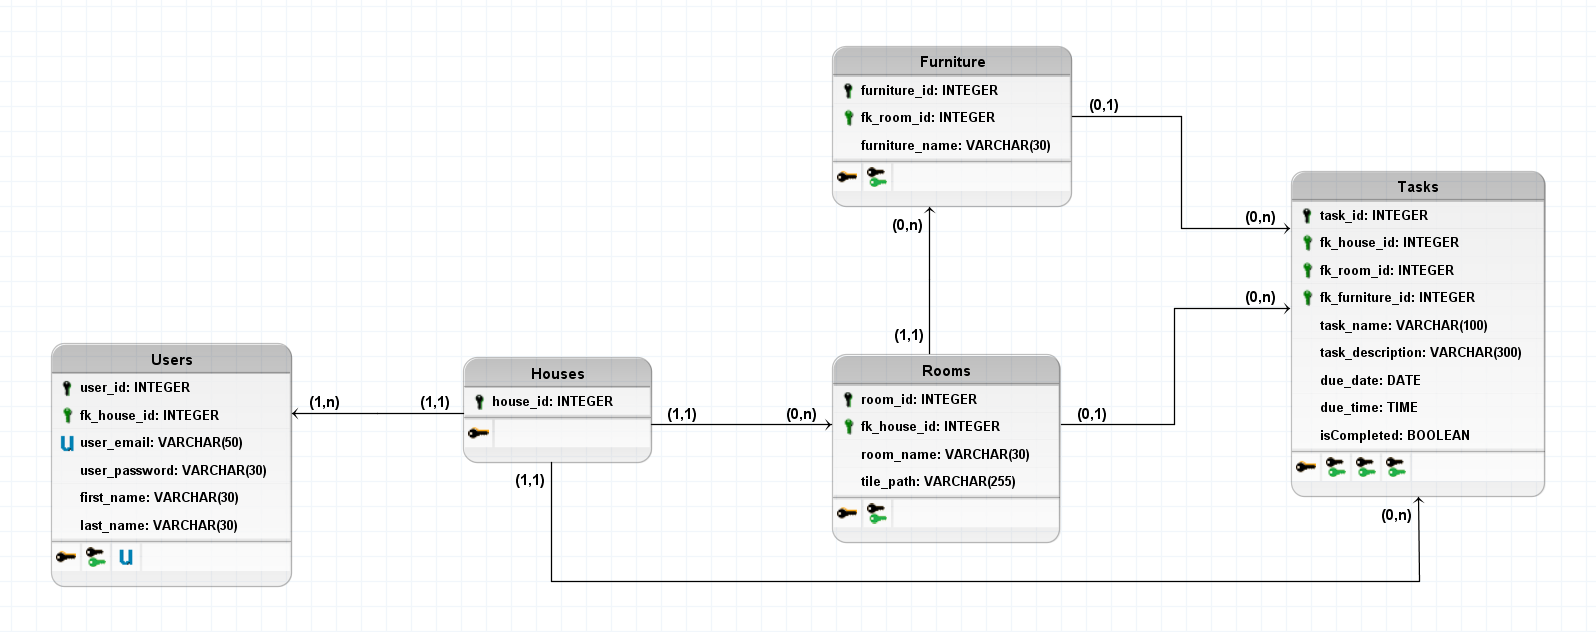 Furniture
furniture_id: INTEGER
fk_room_id: INTEGER
furniture_name: VARCHAR(30)
(0,1)
(0,n)
(0,n)
(1,1)
Tasks
task_id: INTEGER
fk_house_id: INTEGER
fk_room_id: INTEGER
fk_furniture_id: INTEGER
task_name: VARCHAR(100)
task_description: VARCHAR(300)
due_date: DATE
due_time: TIME
isCompleted: BOOLEAN
(0,n)
(0,n)
Users
user_id: INTEGER
fk_house_id: INTEGER
u user_email: VARCHAR(50)
user_password: VARCHAR(30)
first_name: VARCHAR(30)
last_name: VARCHAR(30)
u
(1,n)
(1,1)
Houses
house_id: INTEGER
(1,1)
(0,n)
(1,1)
Rooms
room_id: INTEGER
fk_house_id: INTEGER
room_name: VARCHAR(30)
tile_path: VARCHAR(255)
(0,1)